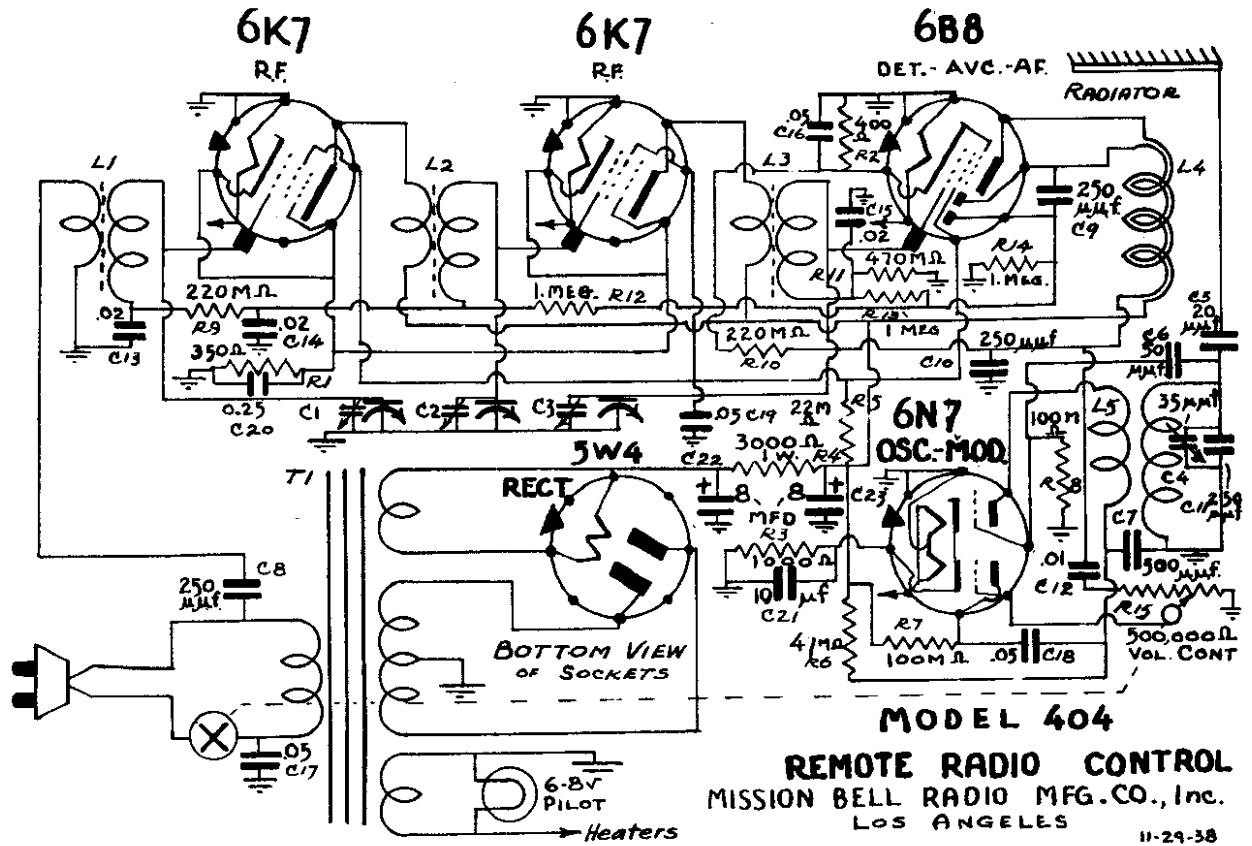 6K7
R.F.
6K7
R.F.
6B8
DET.-AVC.-AF.
RADIATOR
L1
L2
L3
L4
.05
C16
400
Ω
R2
C15
.02
250
μμf.
C9
R14
1. MEG.
R11
470MΩ
1 MEG
220MΩ
R9
.02
C13
.02
C14
1. MEG.
R12
220MΩ
R10
250μμf
C10
C5
20
μμf.
C6
50
μμf.
350Ω
R1
0.25
C20
C1
C2
C3
.05 C19
22M
Ω
R5
6N7
OSC.-MOD.
100M
Ω
R8
L5
35μμf
C4
C11
250
μμf
T1
5W4
RECT
C22
3000Ω
1W.
R4
+
8
8
+
MFD
C23
R3
1000Ω
10 μf
C21
C7
500
μμf.
.01
C12
R15
500,000Ω
VOL. CONT
C8
250
μμf.
BOTTOM VIEW
OF SOCKETS
R6
R7
100MΩ
.05
C18
.05
C17
6-8V
PILOT
Heaters
MODEL 404
REMOTE RADIO CONTROL
MISSION BELL RADIO MFG. CO., Inc.
LOS ANGELES
11-29-38